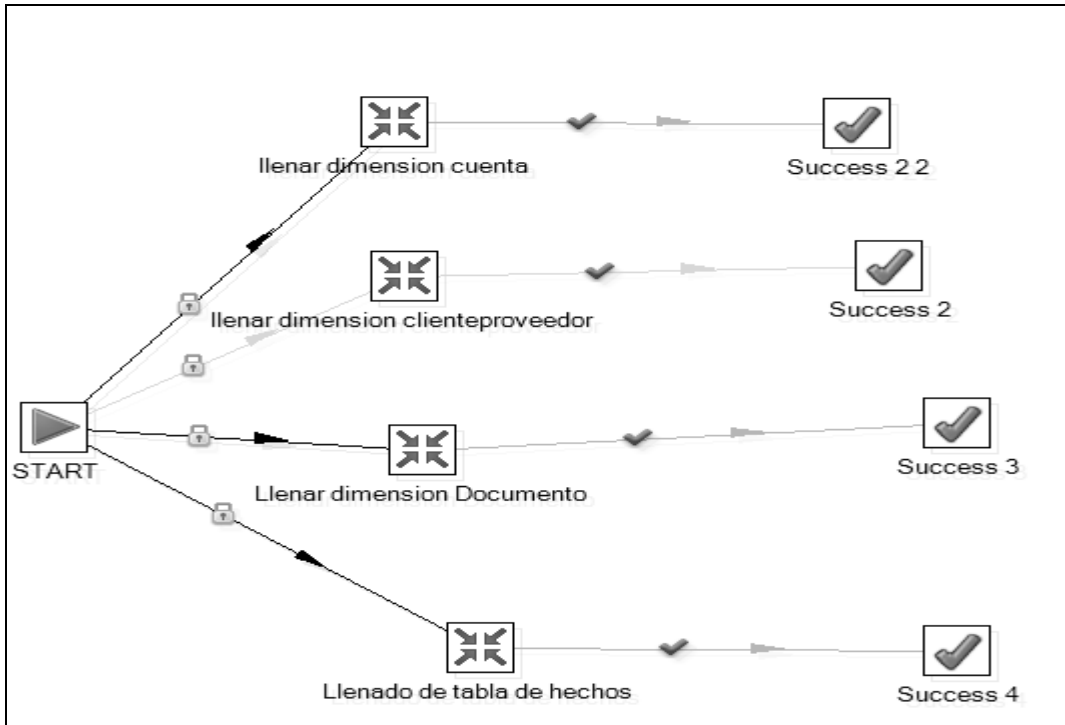 llenar dimension cuenta
Success 2 2
llenar dimension clienteproveedor
Success 2
START
Llenar dimension Documento
Success 3
Llenado de tabla de hechos
Success 4